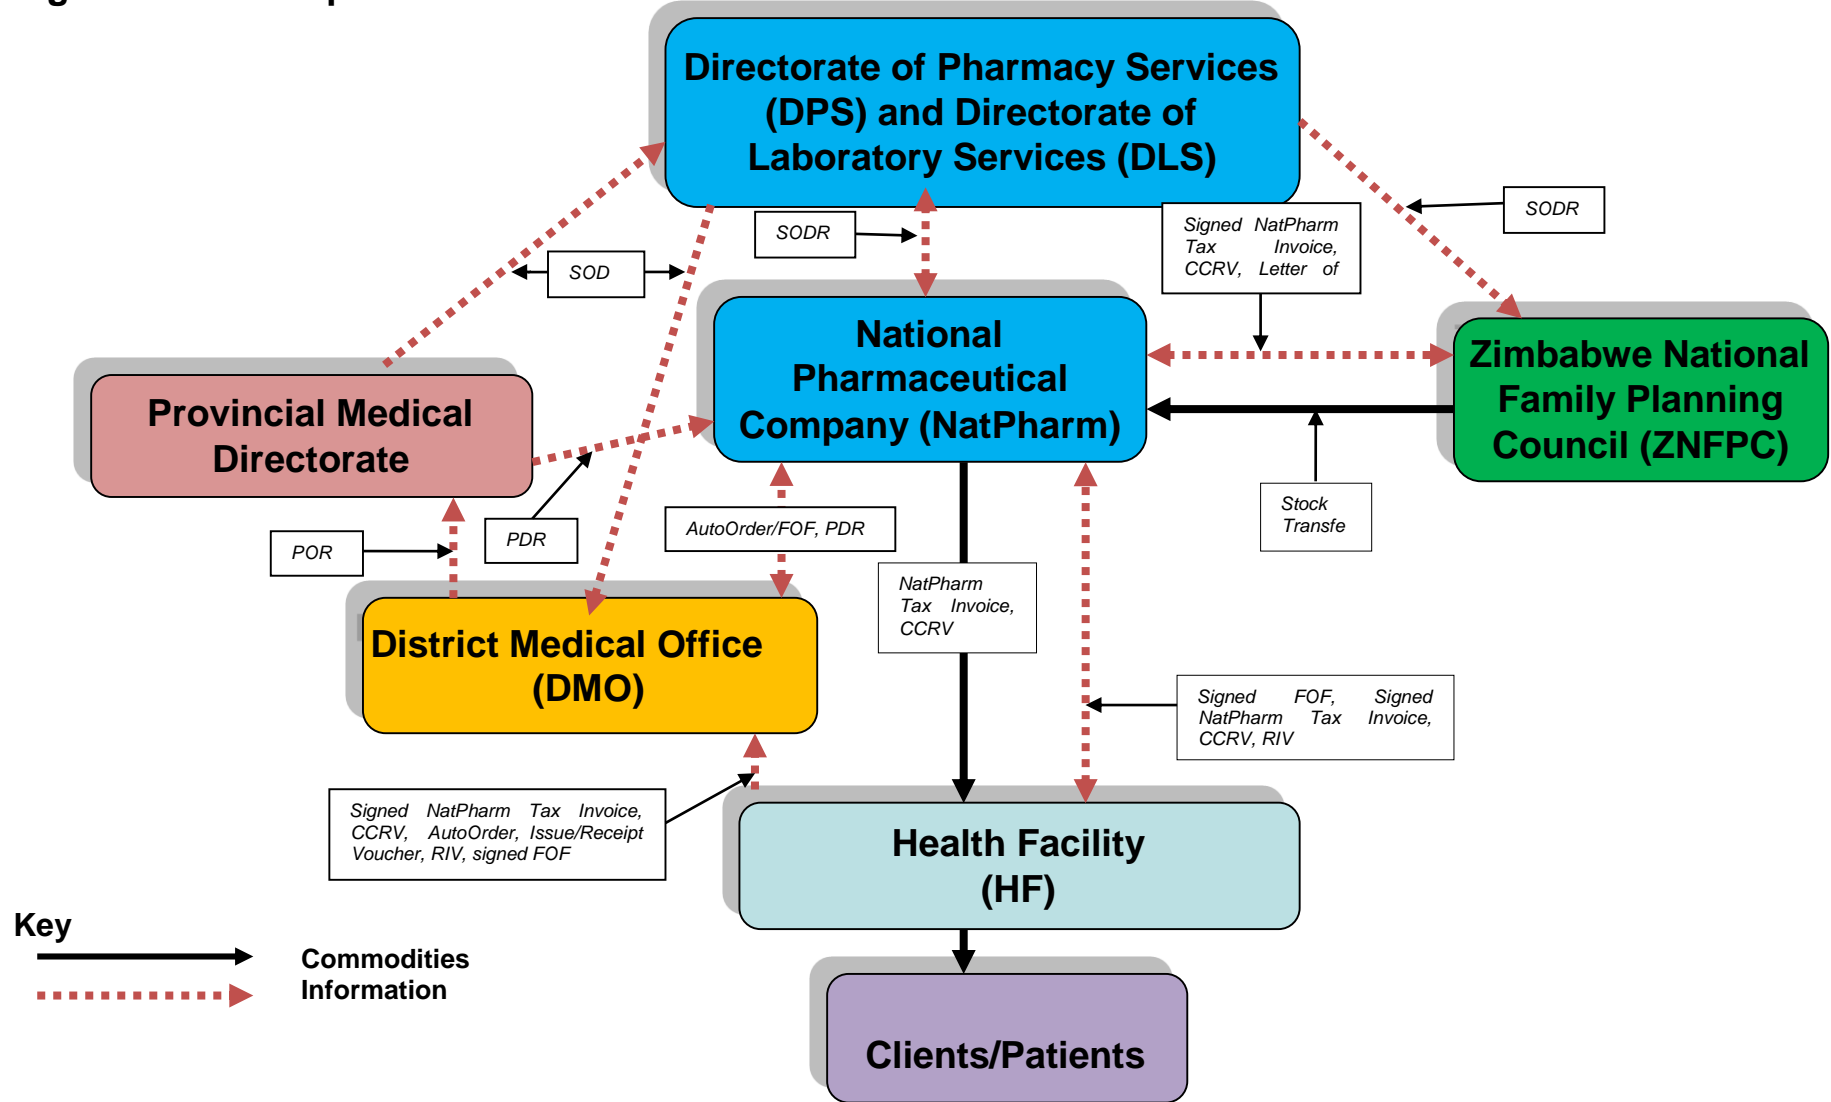 Directorate of Pharmacy Services
(DPS) and Directorate of
Laboratory Services (DLS)
SODR
Signed NatPharm
Tax Invoice,
CCRV, Letter of
SODR
SOD
National
Pharmaceutical
Company (NatPharm)
Zimbabwe National
Family Planning
Council (ZNFPC)
Provincial Medical
Directorate
Stock
Transfe
POR
PDR
AutoOrder/FOF, PDR
NatPharm
Tax Invoice,
CCRV
District Medical Office
(DMO)
Signed FOF, Signed
NatPharm Tax Invoice,
CCRV, RIV
Signed NatPharm Tax Invoice,
CCRV, AutoOrder, Issue/Receipt
Voucher, RIV, signed FOF
Health Facility
(HF)
Key
Commodities
Information
Clients/Patients